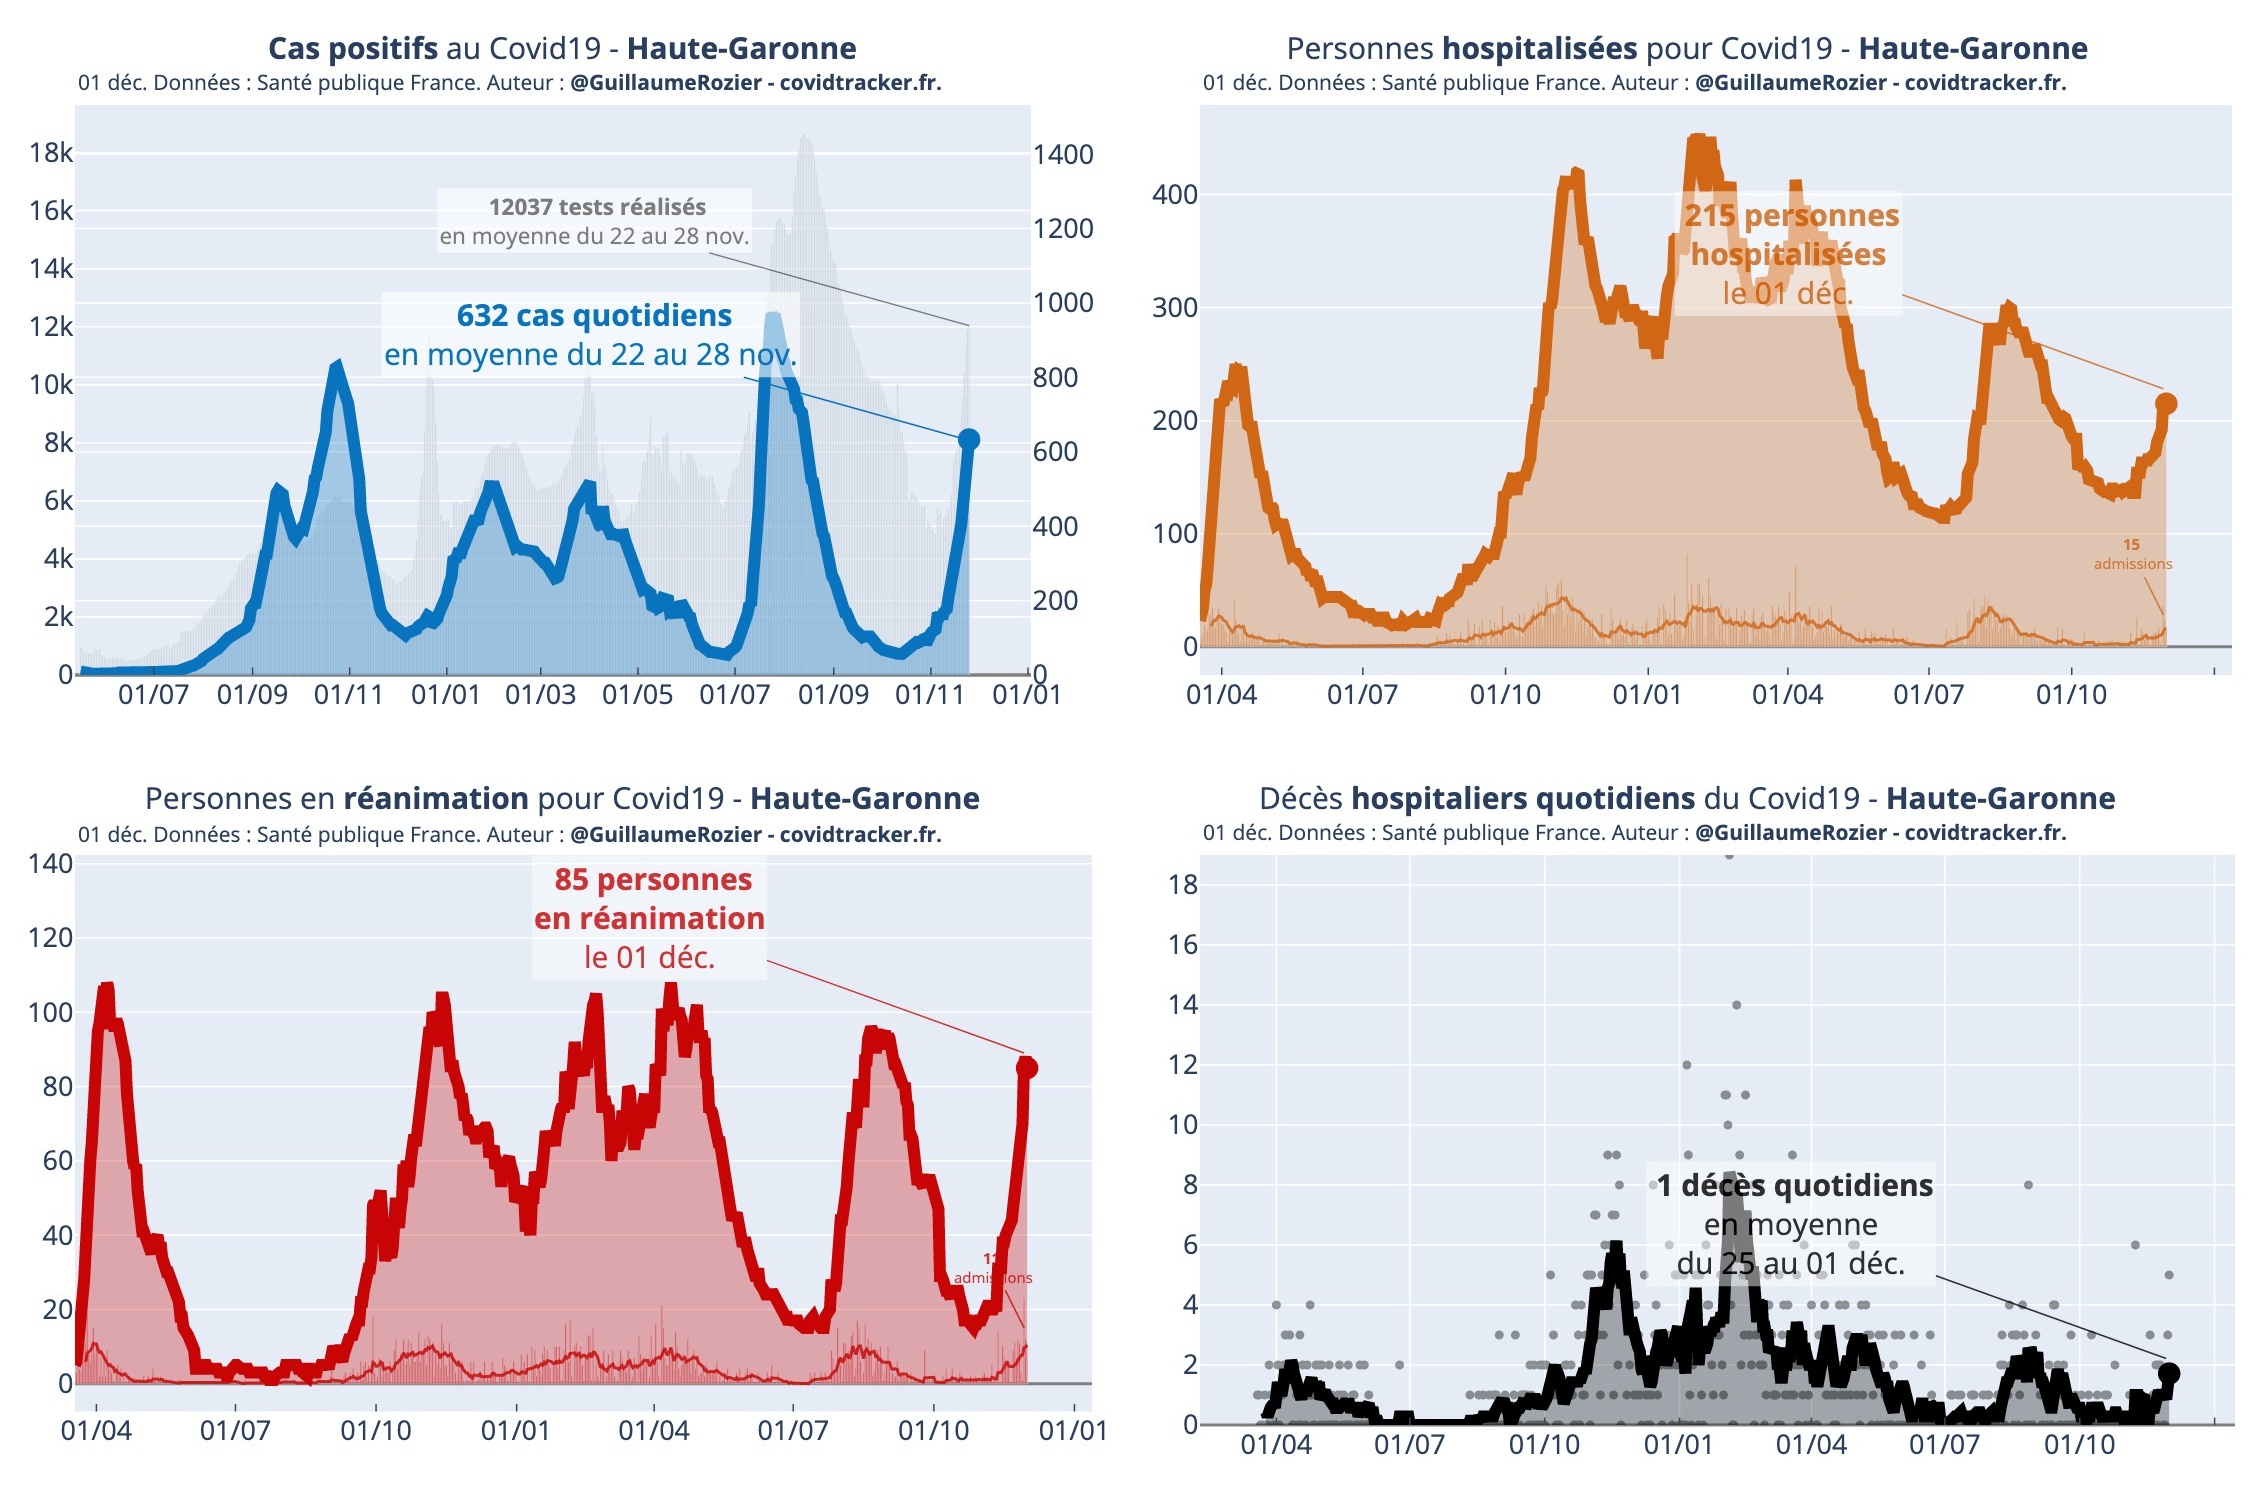 Cas positifs au Covid19 - Haute-Garonne
01 déc. Données : Santé publique France. Auteur : @GuillaumeRozier - covidtracker.fr.
18k
16k
14k
12k
10k
8k
6k
4k
2k
0
1400
1200
1000
800
600
400
200
0
12037 tests réalisés
en moyenne du 22 au 28 nov.
632 cas quotidiens
en moyenne du 22 au 28 nov.
01/07 01/09 01/11 01/01 01/03 01/05 01/07 01/09 01/11 01/01
Personnes hospitalisées pour Covid19 - Haute-Garonne
01 déc. Données : Santé publique France. Auteur : @GuillaumeRozier - covidtracker.fr.
400
300
200
100
0
215 personnes
hospitalisées
le 01 déc.
15
admissions
01/04 01/07 01/10 01/01 01/04 01/07 01/10
Personnes en réanimation pour Covid19 - Haute-Garonne
01 déc. Données : Santé publique France. Auteur : @GuillaumeRozier - covidtracker.fr.
140
120
100
80
60
40
20
0
85 personnes
en réanimation
le 01 déc.
admissions
01/04 01/07 01/10 01/01 01/04 01/07 01/10 01/01
Décès hospitaliers quotidiens du Covid19 - Haute-Garonne
01 déc. Données : Santé publique France. Auteur : @GuillaumeRozier - covidtracker.fr.
18
16
14
12
10
8
6
4
2
0
1 décès quotidiens
en moyenne
du 25 au 01 déc.
01/04 01/07 01/10 01/01 01/04 01/07 01/10